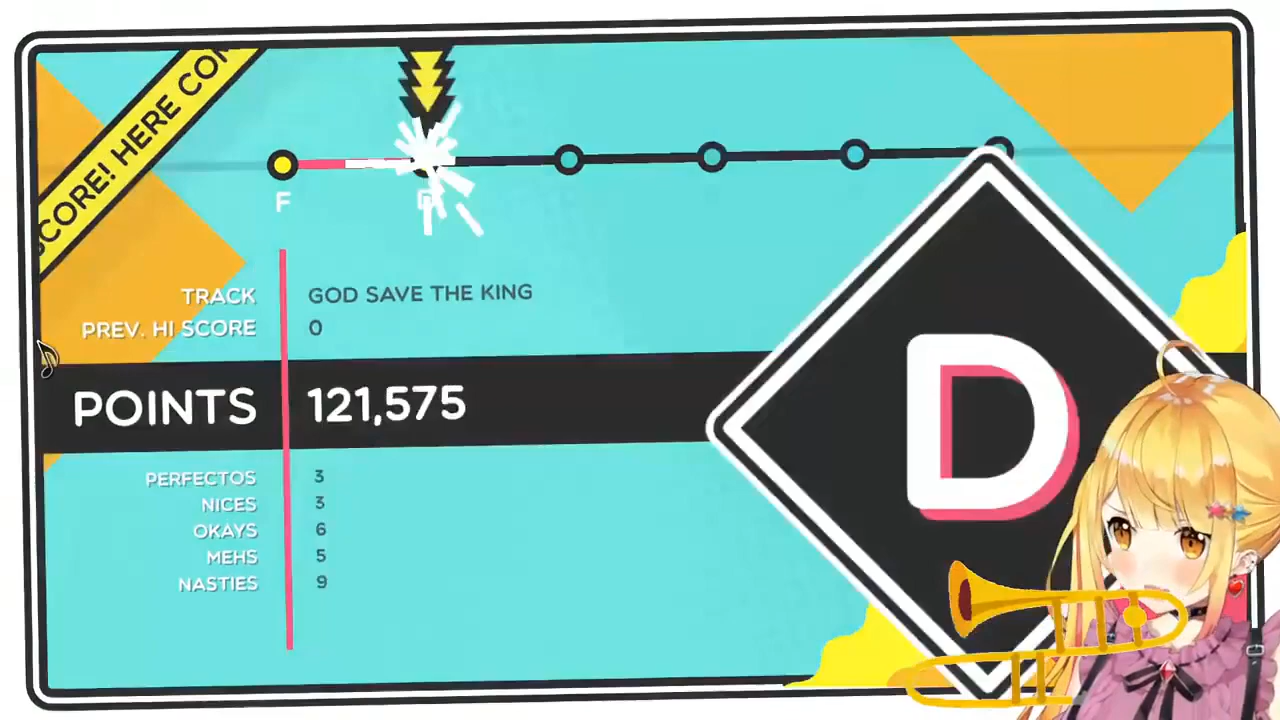 SCORE! HERE CO
F
D
TRACK GOD SAVE THE KING
PREV. HI SCORE 0
POINTS 121,575
PERFECTOS 3
NICES 3
OKAYS 6
MEHS 5
NASTIES 9
D